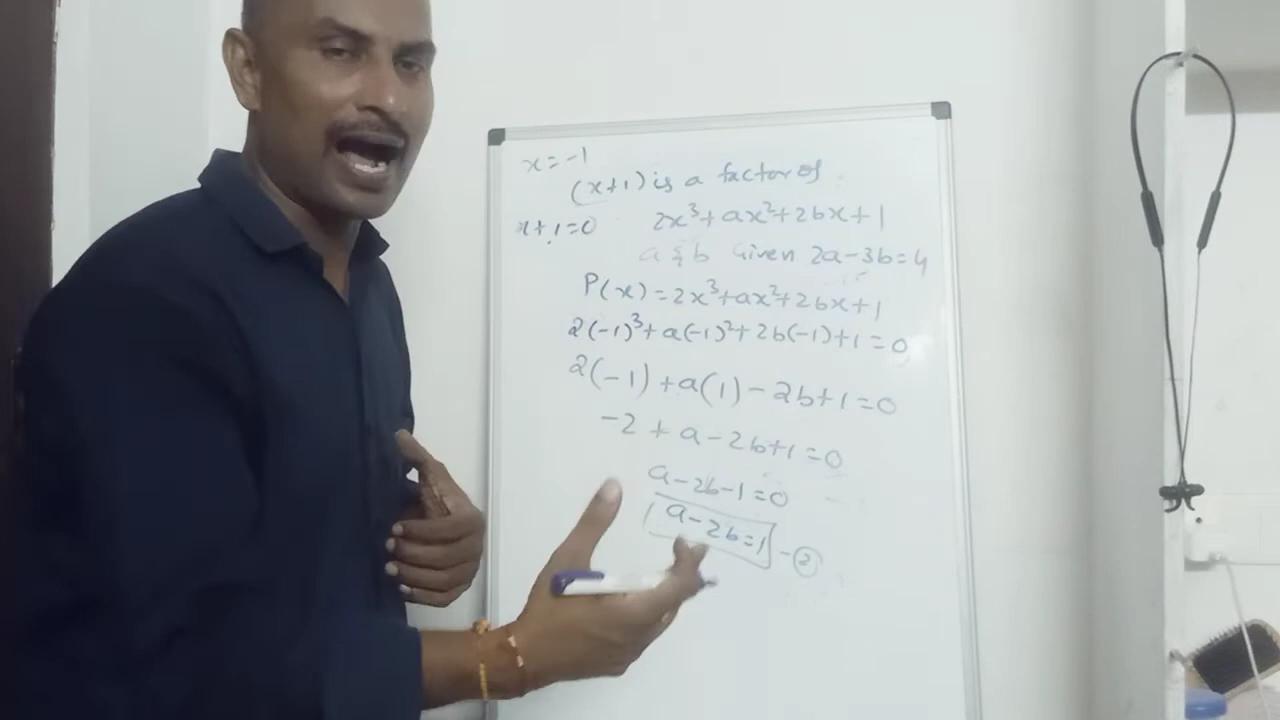 x=-1
(x+1) is a factor of
x+1=0
2x³+ax²+2bx+1
a & b Given 2a-3b=4
P(x)=2x³+ax²+2bx+1
2(-1)³+a(-1)²+2b(-1)+1=0
2(-1)+a(1)-2b+1=0
-2+a-2b+1=0
a-2b-1=0
a-2b=1 -②